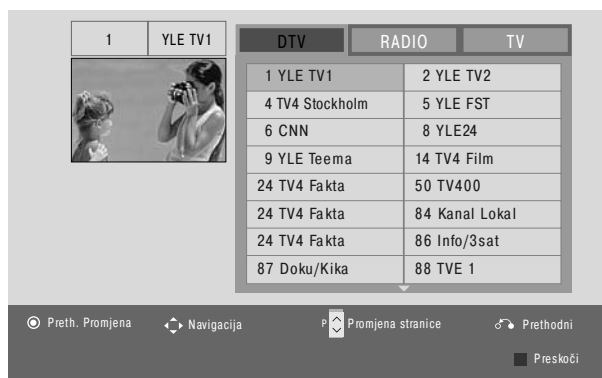 1 YLE TV1
DTV RADIO TV
1 YLE TV1 2 YLE TV2
4 TV4 Stockholm 5 YLE FST
6 CNN 8 YLE24
9 YLE Teema 14 TV4 Film
24 TV4 Fakta 50 TV400
24 TV4 Fakta 84 Kanal Lokal
24 TV4 Fakta 86 Info/3sat
87 Doku/Kika 88 TVE 1
Preth. Promjena Navigacija P Promjena stranice Prethodni
Preskoči